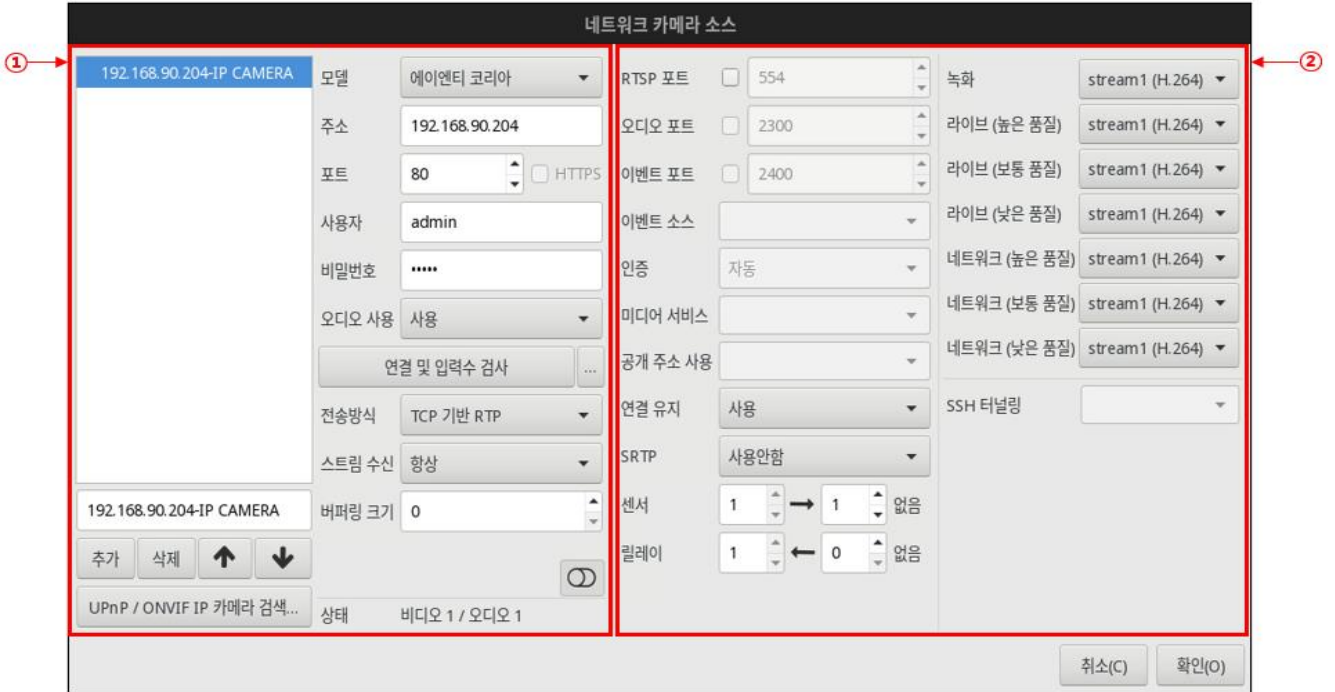 네트워크 카메라 소스
①
②
192.168.90.204-IP CAMERA
192.168.90.204-IP CAMERA
추가 삭제
UPnP / ONVIF IP 카메라 검색...
모델 에이엔티 코리아
주소 192.168.90.204
포트 80 HTTPS
사용자 admin
비밀번호 •••••
오디오 사용 사용
연결 및 입력수 검사 ...
전송방식 TCP 기반 RTP
스트림 수신 항상
버퍼링 크기 0
상태 비디오 1 / 오디오 1
RTSP 포트 554
오디오 포트 2300
이벤트 포트 2400
이벤트 소스
인증 자동
미디어 서비스
공개 주소 사용
연결 유지 사용
SRTP 사용안함
센서 1 → 1 없음
릴레이 1 ← 0 없음
녹화 stream1 (H.264)
라이브 (높은 품질) stream1 (H.264)
라이브 (보통 품질) stream1 (H.264)
라이브 (낮은 품질) stream1 (H.264)
네트워크 (높은 품질) stream1 (H.264)
네트워크 (보통 품질) stream1 (H.264)
네트워크 (낮은 품질) stream1 (H.264)
SSH 터널링
취소(C) 확인(O)